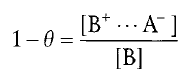 1 − θ = [B⁺ ··· A⁻ ] / [B]